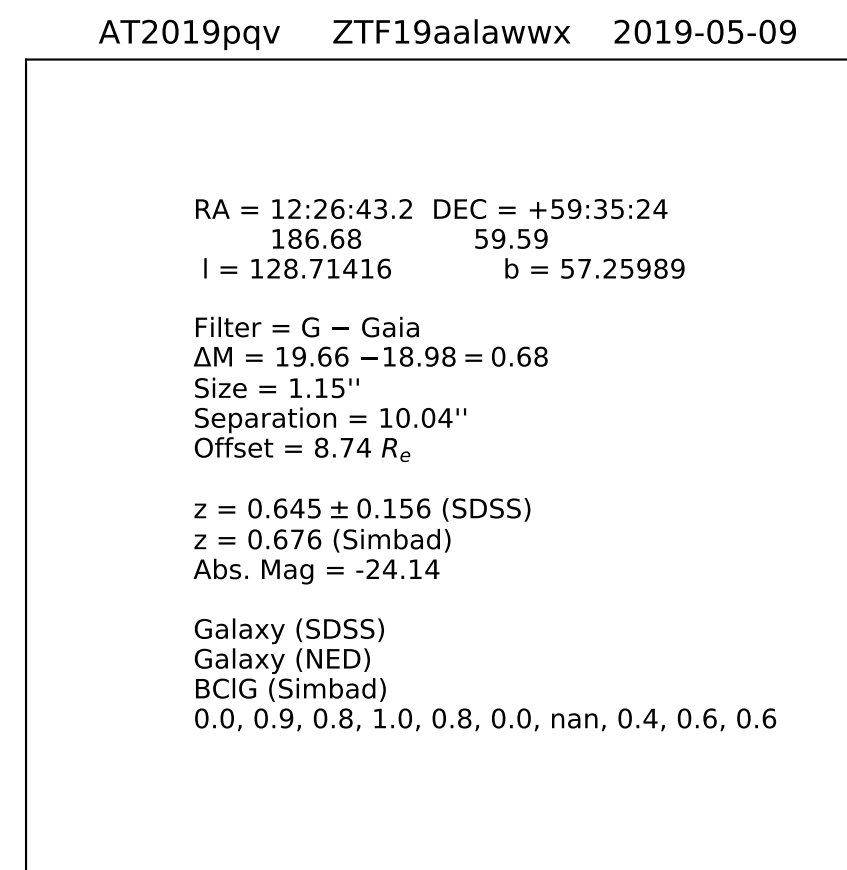 AT2019pqv ZTF19aalawwx 2019-05-09
RA = 12:26:43.2 DEC = +59:35:24
186.68 59.59
l = 128.71416 b = 57.25989
Filter = G − Gaia
ΔM = 19.66 −18.98 = 0.68
Size = 1.15''
Separation = 10.04''
Offset = 8.74 Re
z = 0.645 ± 0.156 (SDSS)
z = 0.676 (Simbad)
Abs. Mag = -24.14
Galaxy (SDSS)
Galaxy (NED)
BClG (Simbad)
0.0, 0.9, 0.8, 1.0, 0.8, 0.0, nan, 0.4, 0.6, 0.6